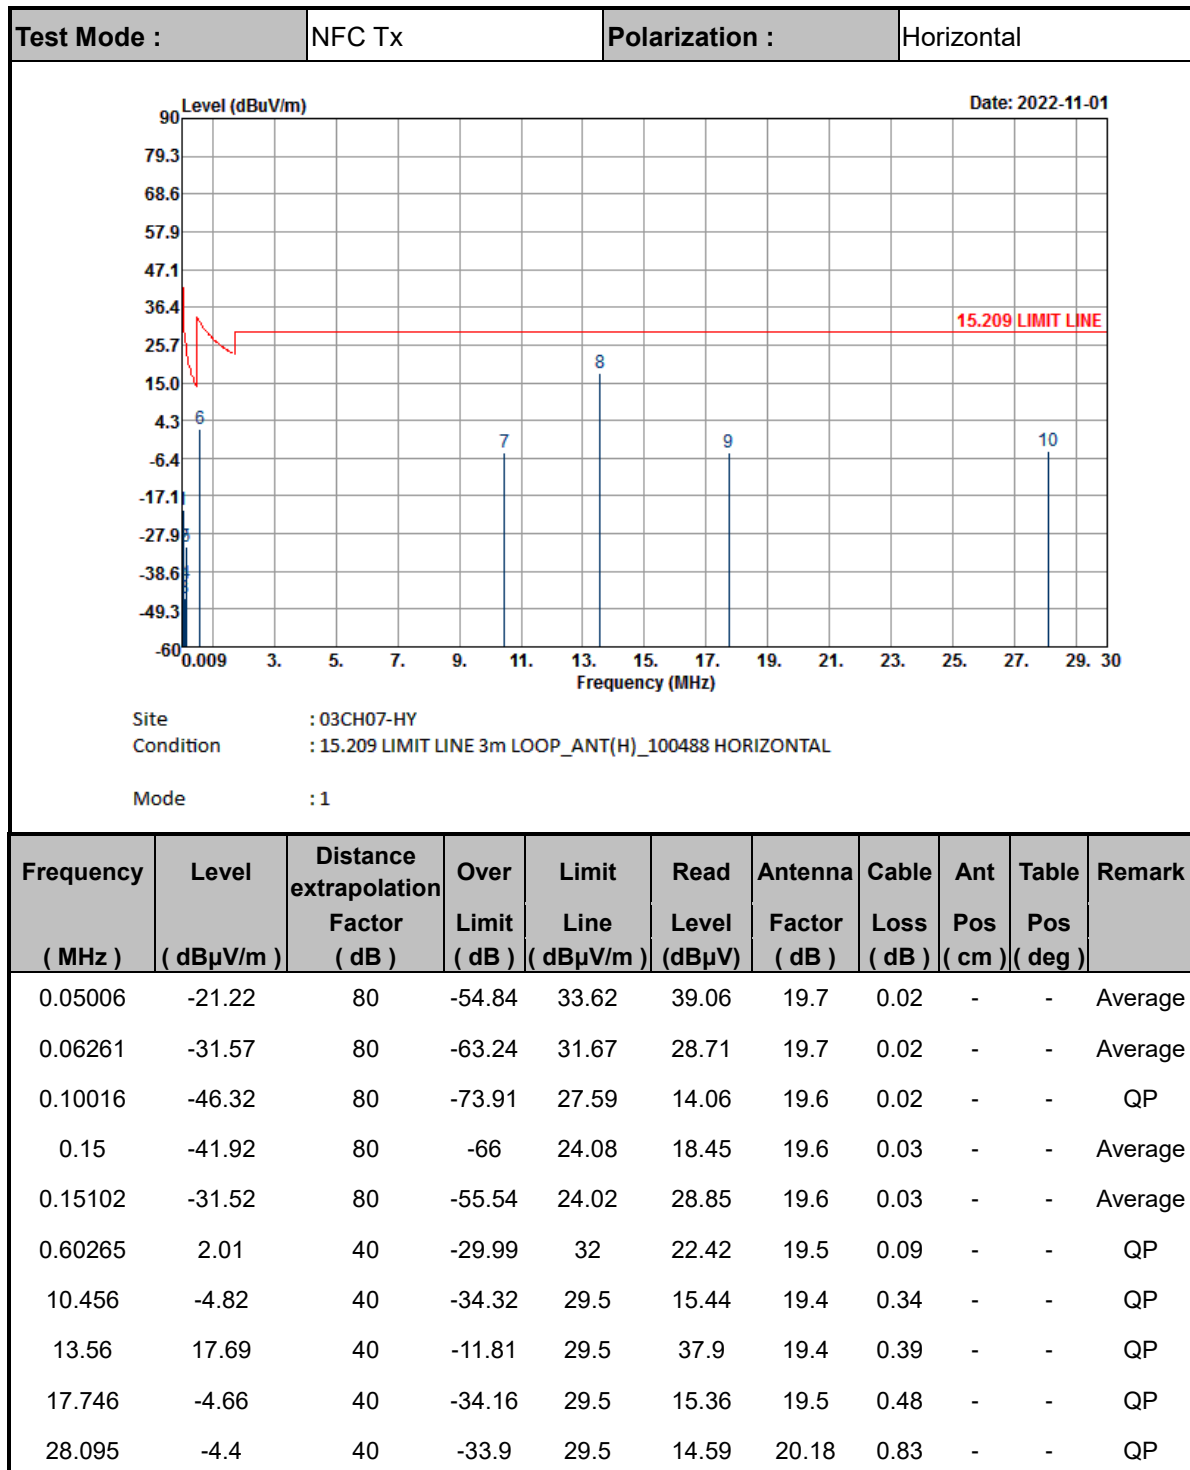 Test Mode : NFC Tx Polarization : Horizontal
Level (dBuV/m) Date: 2022-11-01
90
79.3
68.6
57.9
47.1
36.4
15.209 LIMIT LINE
25.7
8
15.0
4.3
6
7
9
10
-6.4
-17.1
-27.9
-38.6
-49.3
-60
0.009 3. 5. 7. 9. 11. 13. 15. 17. 19. 21. 23. 25. 27. 29. 30
Frequency (MHz)
Site : 03CH07-HY
Condition : 15.209 LIMIT LINE 3m LOOP_ANT(H)_100488 HORIZONTAL
Mode : 1
Frequency Level Distance extrapolation Over Limit Read Antenna Cable Ant Table Remark
Factor Limit Line Level Factor Loss Pos Pos
( MHz ) ( dBµV/m ) ( dB ) ( dB ) ( dBµV/m ) (dBµV) ( dB ) ( dB ) ( cm ) ( deg )
0.05006 -21.22 80 -54.84 33.62 39.06 19.7 0.02 - - Average
0.06261 -31.57 80 -63.24 31.67 28.71 19.7 0.02 - - Average
0.10016 -46.32 80 -73.91 27.59 14.06 19.6 0.02 - - QP
0.15 -41.92 80 -66 24.08 18.45 19.6 0.03 - - Average
0.15102 -31.52 80 -55.54 24.02 28.85 19.6 0.03 - - Average
0.60265 2.01 40 -29.99 32 22.42 19.5 0.09 - - QP
10.456 -4.82 40 -34.32 29.5 15.44 19.4 0.34 - - QP
13.56 17.69 40 -11.81 29.5 37.9 19.4 0.39 - - QP
17.746 -4.66 40 -34.16 29.5 15.36 19.5 0.48 - - QP
28.095 -4.4 40 -33.9 29.5 14.59 20.18 0.83 - - QP